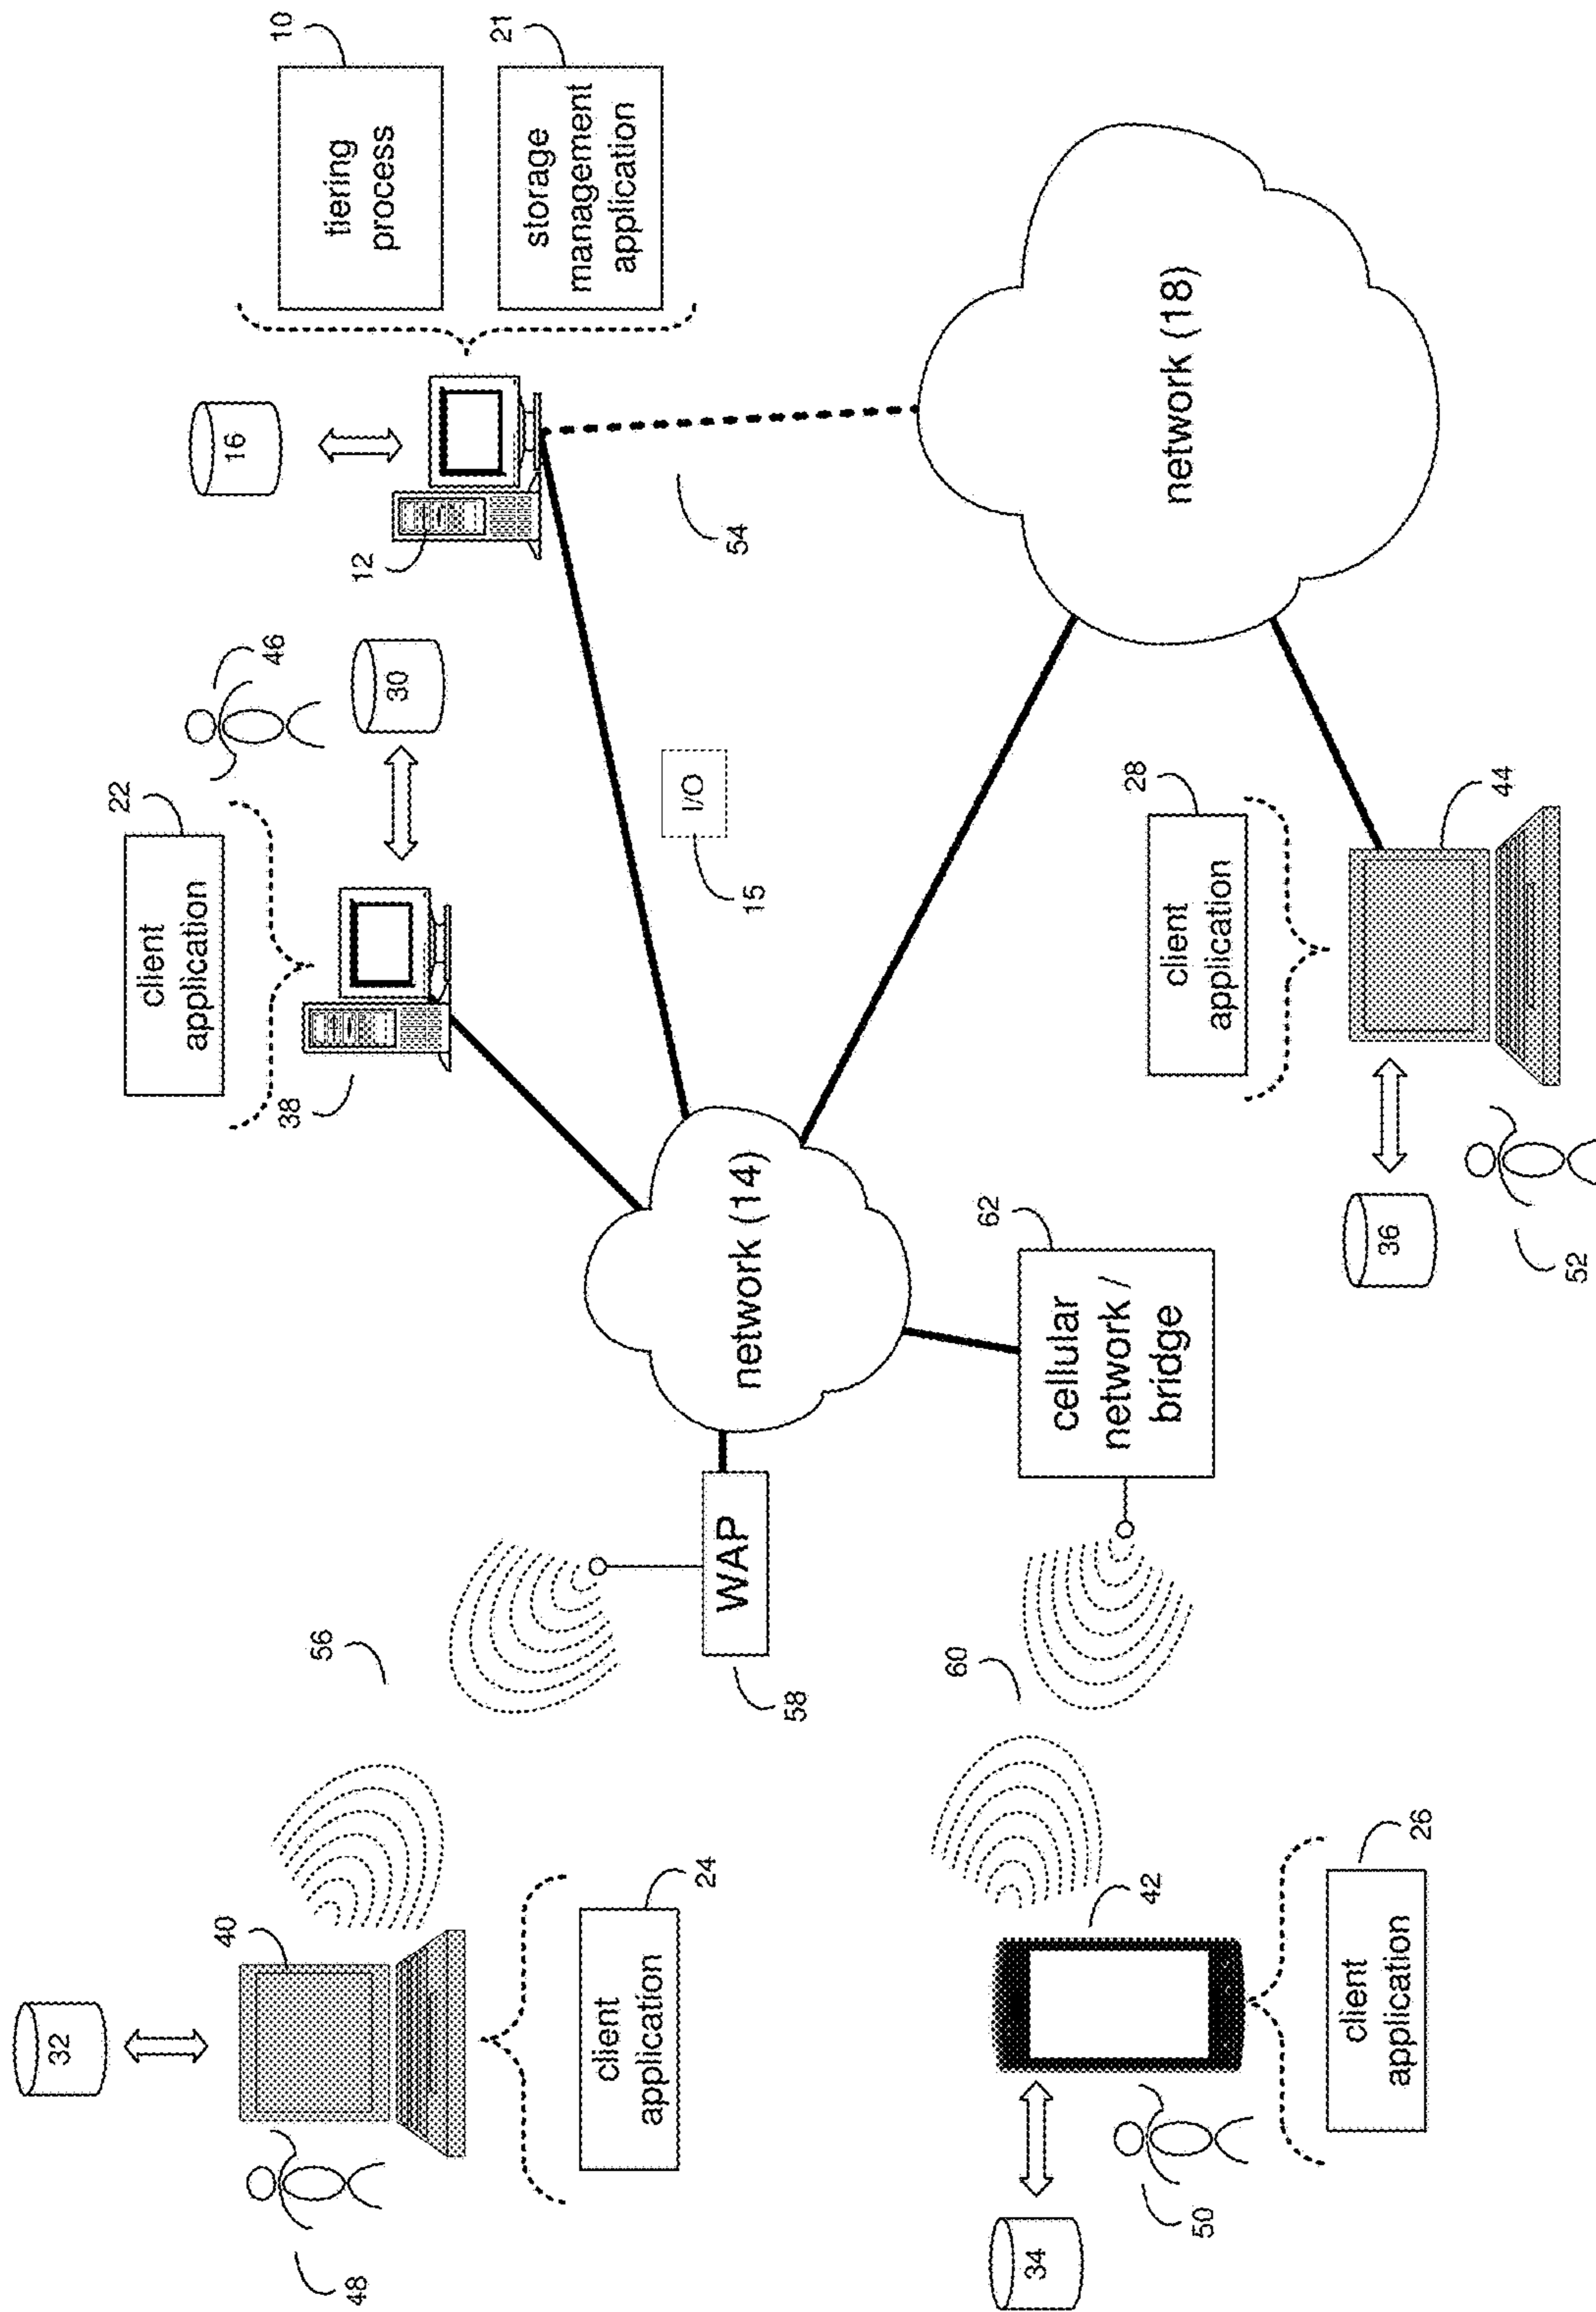 32
40
48
client
application
24
56
WAP
58
34
42
50
client
application
26
60
cellular
network /
bridge
62
network (14)
client
application
22
38
46
30
I/O
15
16
12
tiering
process
10
storage
management
application
21
54
network (18)
client
application
28
44
36
52